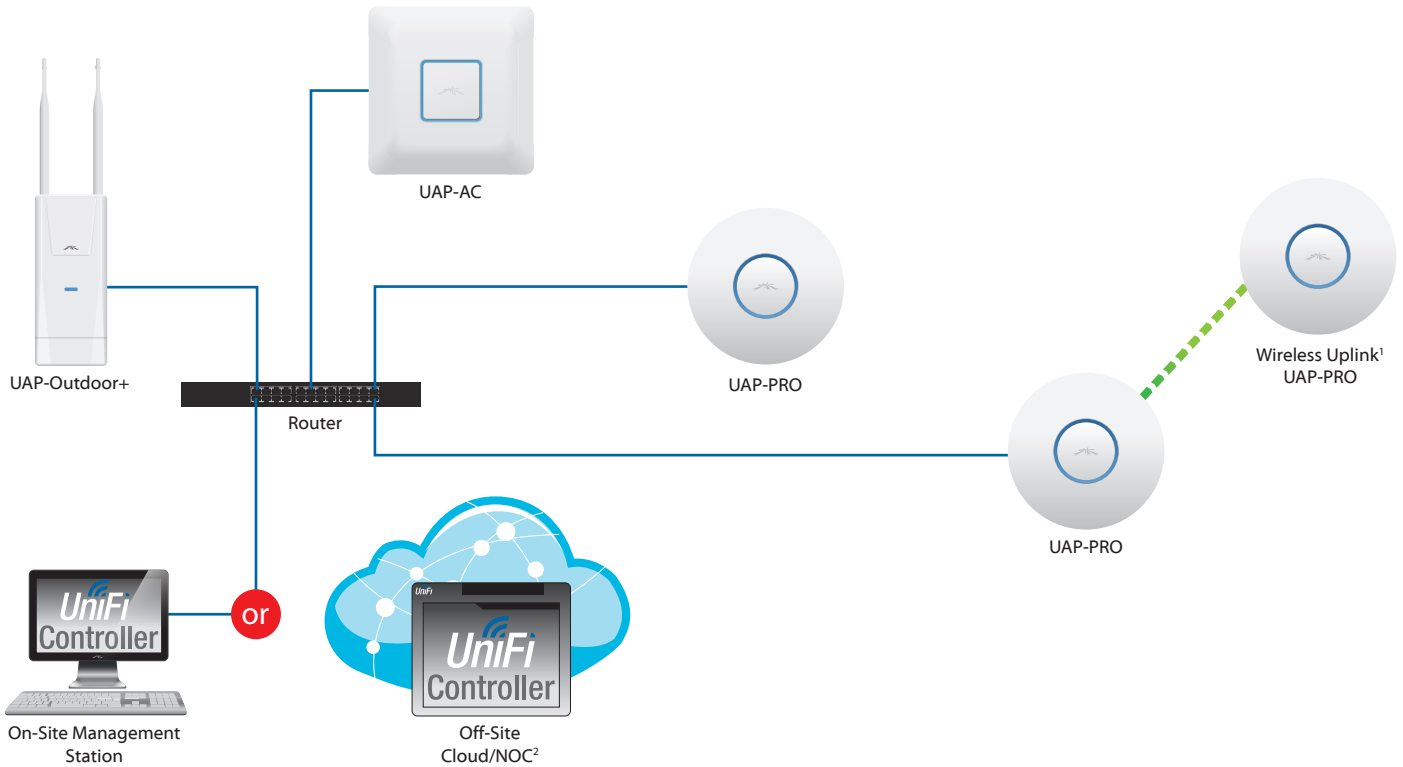 UAP-AC
UAP-Outdoor+
UAP-PRO
Wireless Uplink¹
UAP-PRO
Router
UAP-PRO
UniFi
Controller
or
UniFi
UniFi
Controller
On-Site Management
Station
Off-Site
Cloud/NOC²